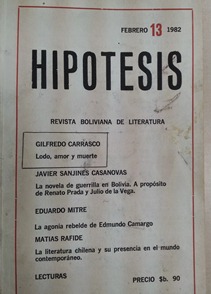 FEBRERO 13 1982
HIPOTESIS
REVISTA BOLIVIANA DE LITERATURA
GILFREDO CARRASCO
Lodo, amor y muerte
JAVIER SANJINES CASANOVAS
La novela de guerrilla en Bolivia. A propósito
de Renato Prada y Julio de la Vega.
EDUARDO MITRE
La agonía rebelde de Edmundo Camargo
MATIAS RAFIDE
La literatura chilena y su presencia en el mundo
contemporáneo.
LECTURAS
PRECIO $b. 90